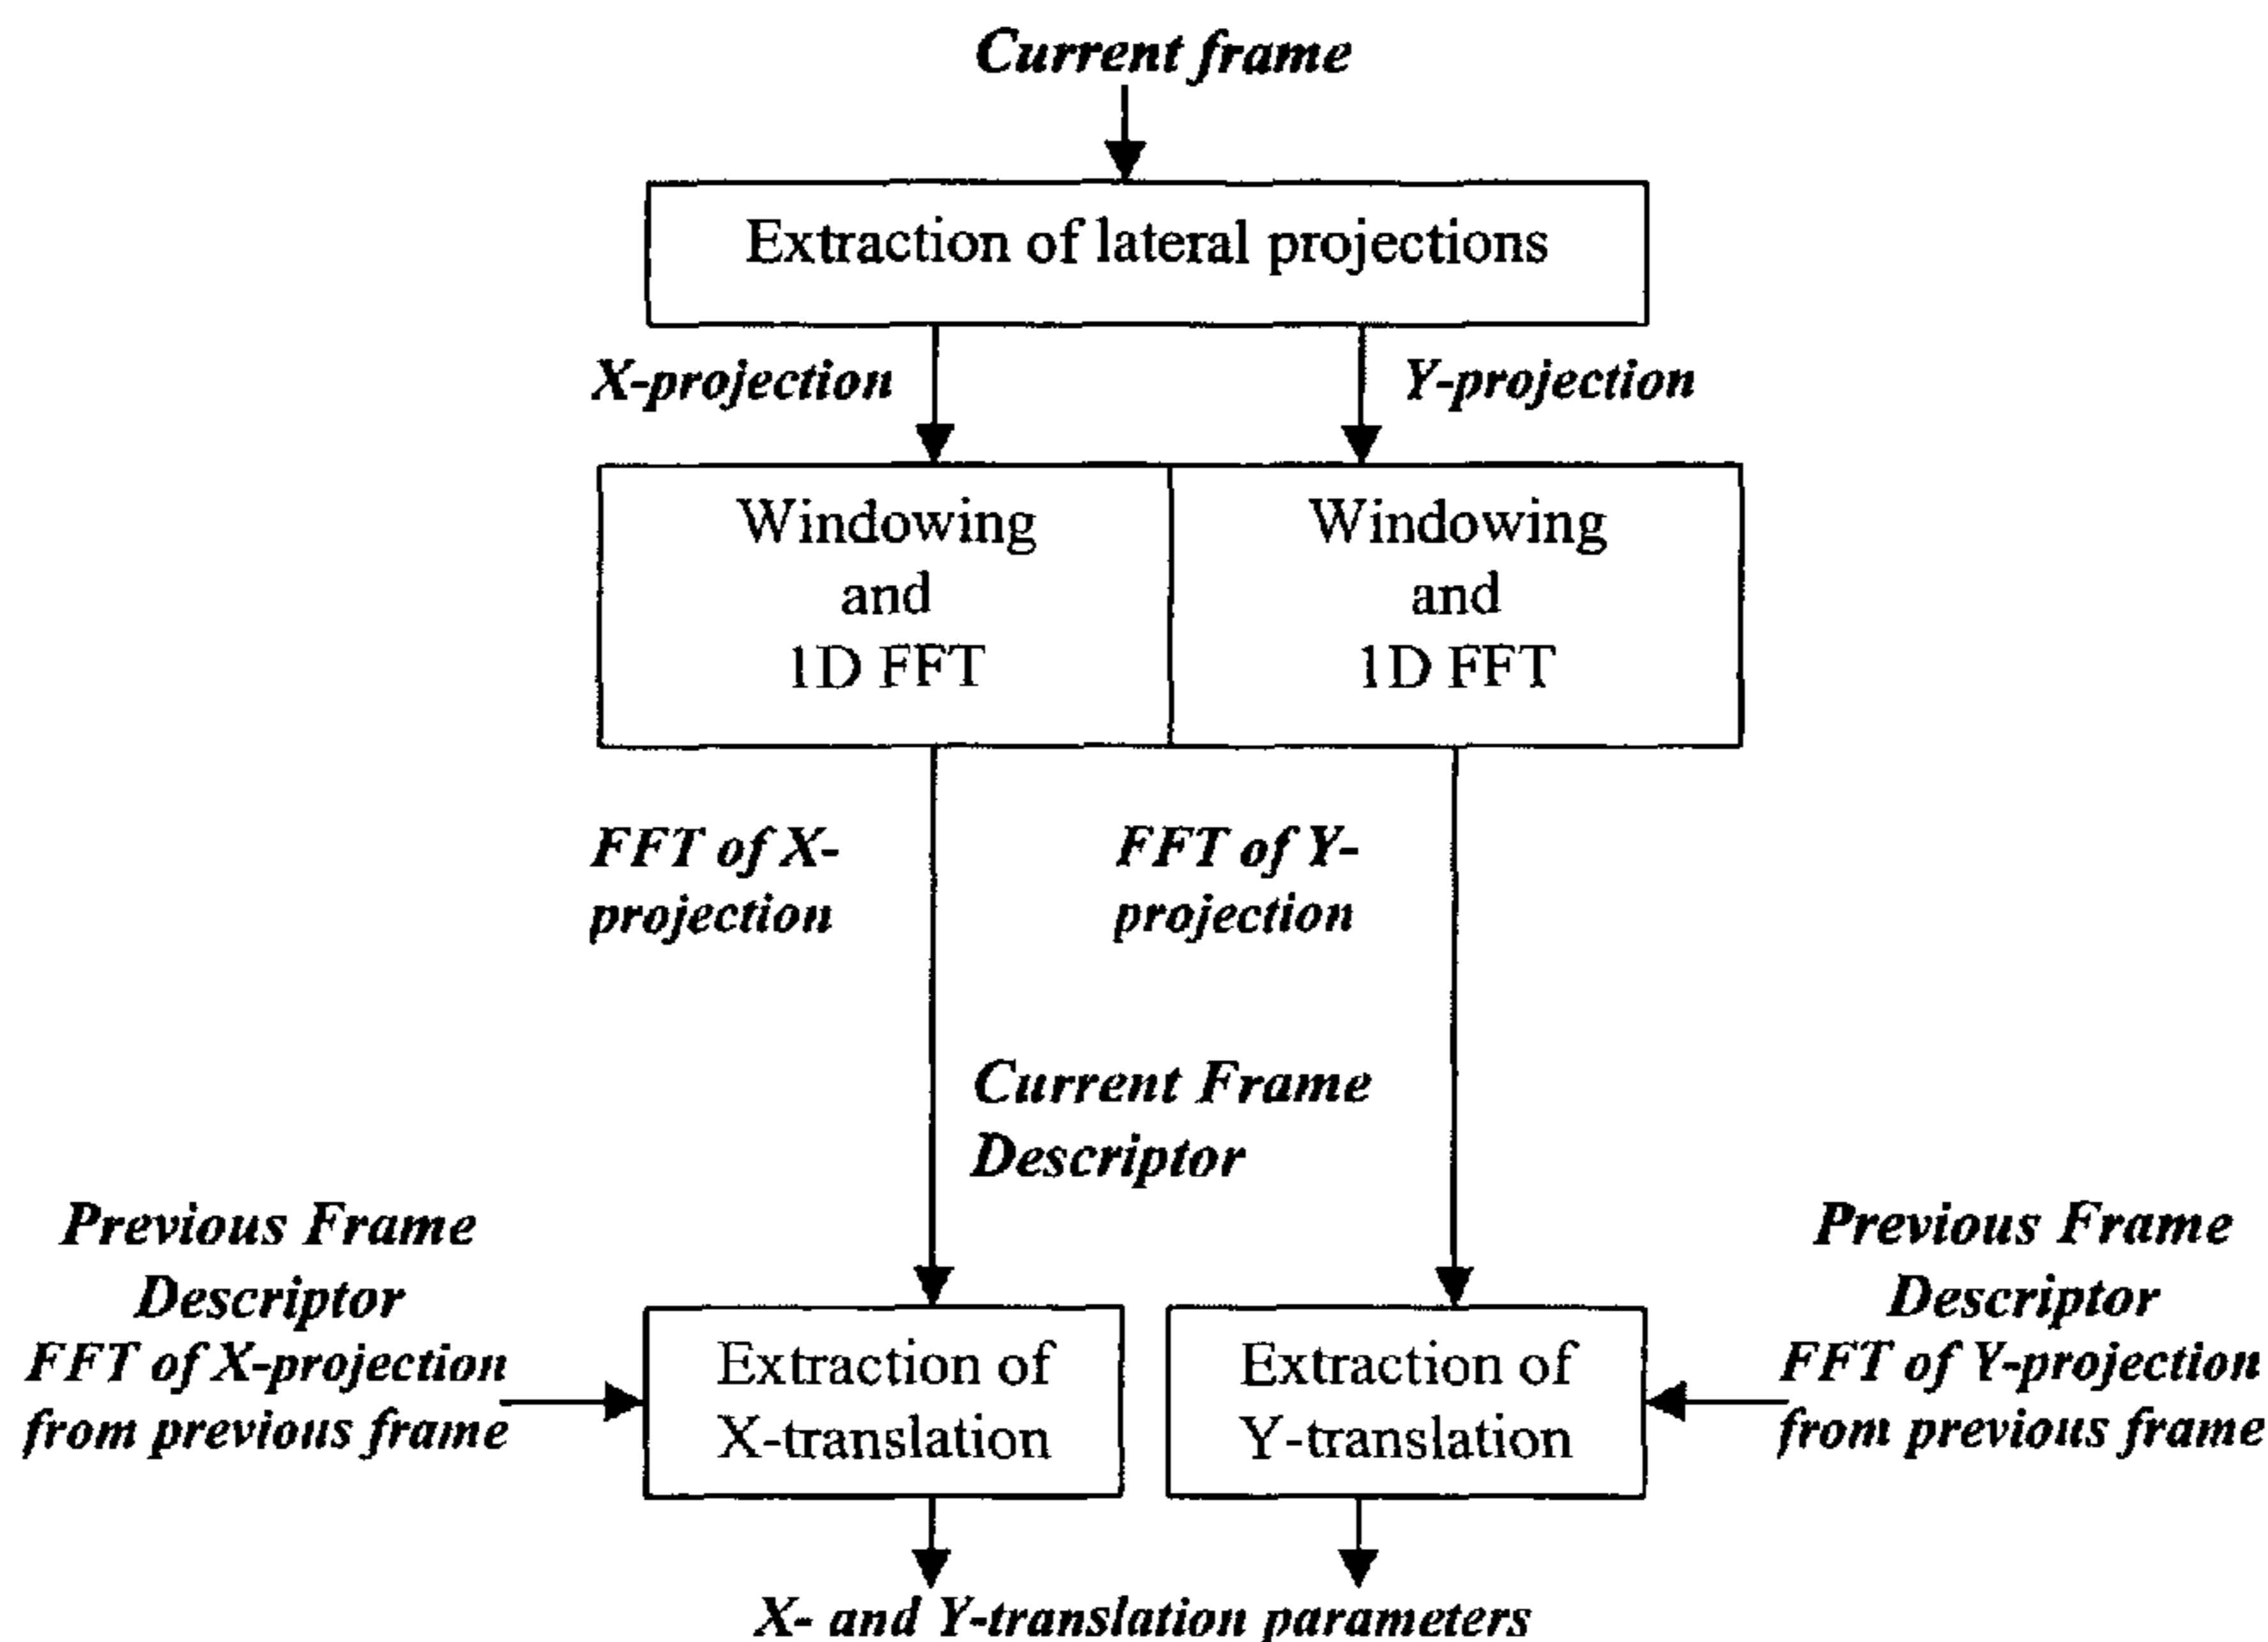 Current frame
Extraction of lateral projections
X-projection
Y-projection
Windowing
and
1D FFT
Windowing
and
1D FFT
FFT of X-
projection
FFT of Y-
projection
Current Frame
Descriptor
Previous Frame
Descriptor
FFT of X-projection
from previous frame
Extraction of
X-translation
Extraction of
Y-translation
Previous Frame
Descriptor
FFT of Y-projection
from previous frame
X- and Y-translation parameters